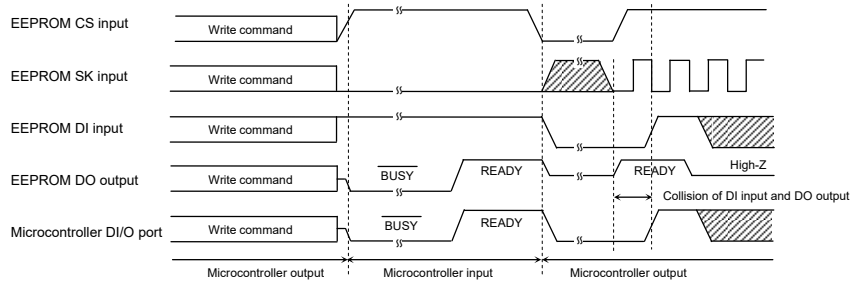 EEPROM CS input
Write command
EEPROM SK input
Write command
EEPROM DI input
Write command
EEPROM DO output
Write command
BUSY
READY
READY
High-Z
Collision of DI input and DO output
Microcontroller DI/O port
Write command
BUSY
READY
Microcontroller output
Microcontroller input
Microcontroller output